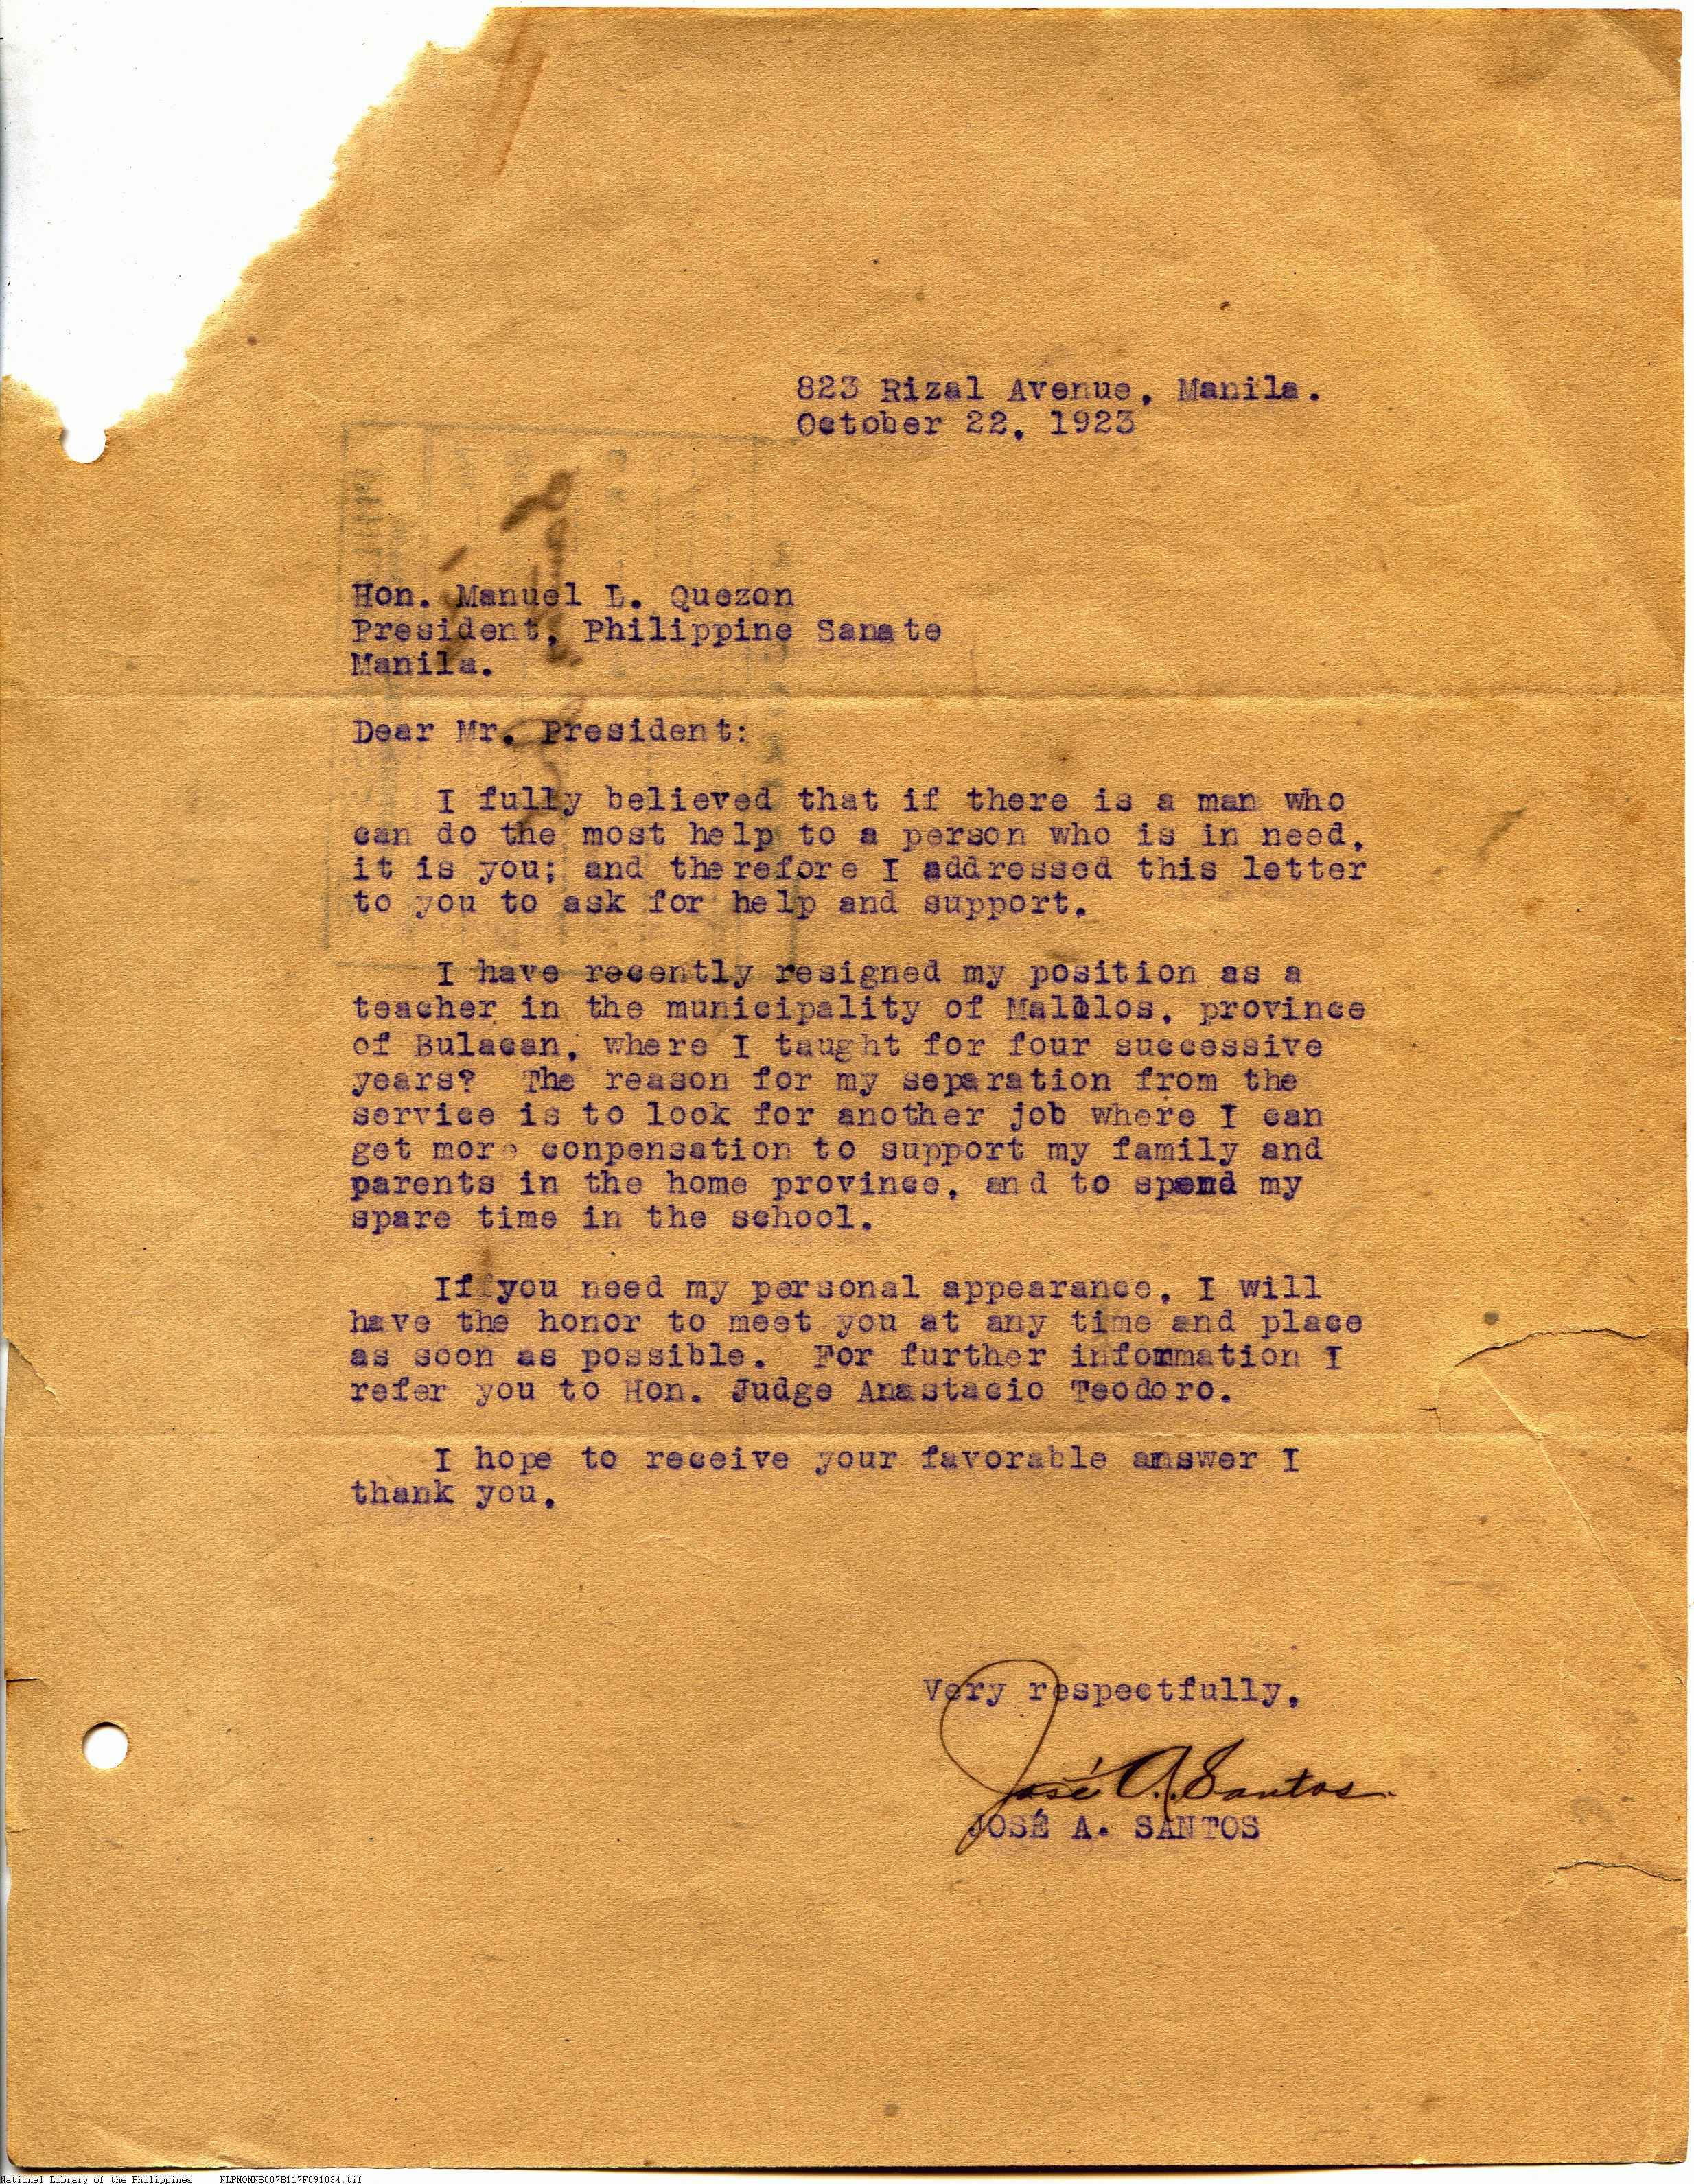 823 Rizal Avenue, Manila.
October 22, 1923
Hon. Manuel L. Quezon
President, Philippine Sanate
Manila.
Dear Mr. President:
I fully believed that if there is a man who
can do the most help to a person who is in need,
it is you; and therefore I addressed this letter
to you to ask for help and support.
I have recently resigned my position as a
teacher in the municipality of Malolos, province
of Bulacan, where I taught for four successive
years? The reason for my separation from the
service is to look for another job where I can
get more conpensation to support my family and
parents in the home province, and to spend my
spare time in the school.
If you need my personal appearance, I will
have the honor to meet you at any time and place
as soon as possible. For further infommation I
refer you to Hon. Judge Anastacio Teodoro.
I hope to receive your favorable answer I
thank you.
Very respectfully,
José A. Santos
JOSÉ A. SANTOS
National Library of the Philippines NLPMQMNS007B117F091034.tif